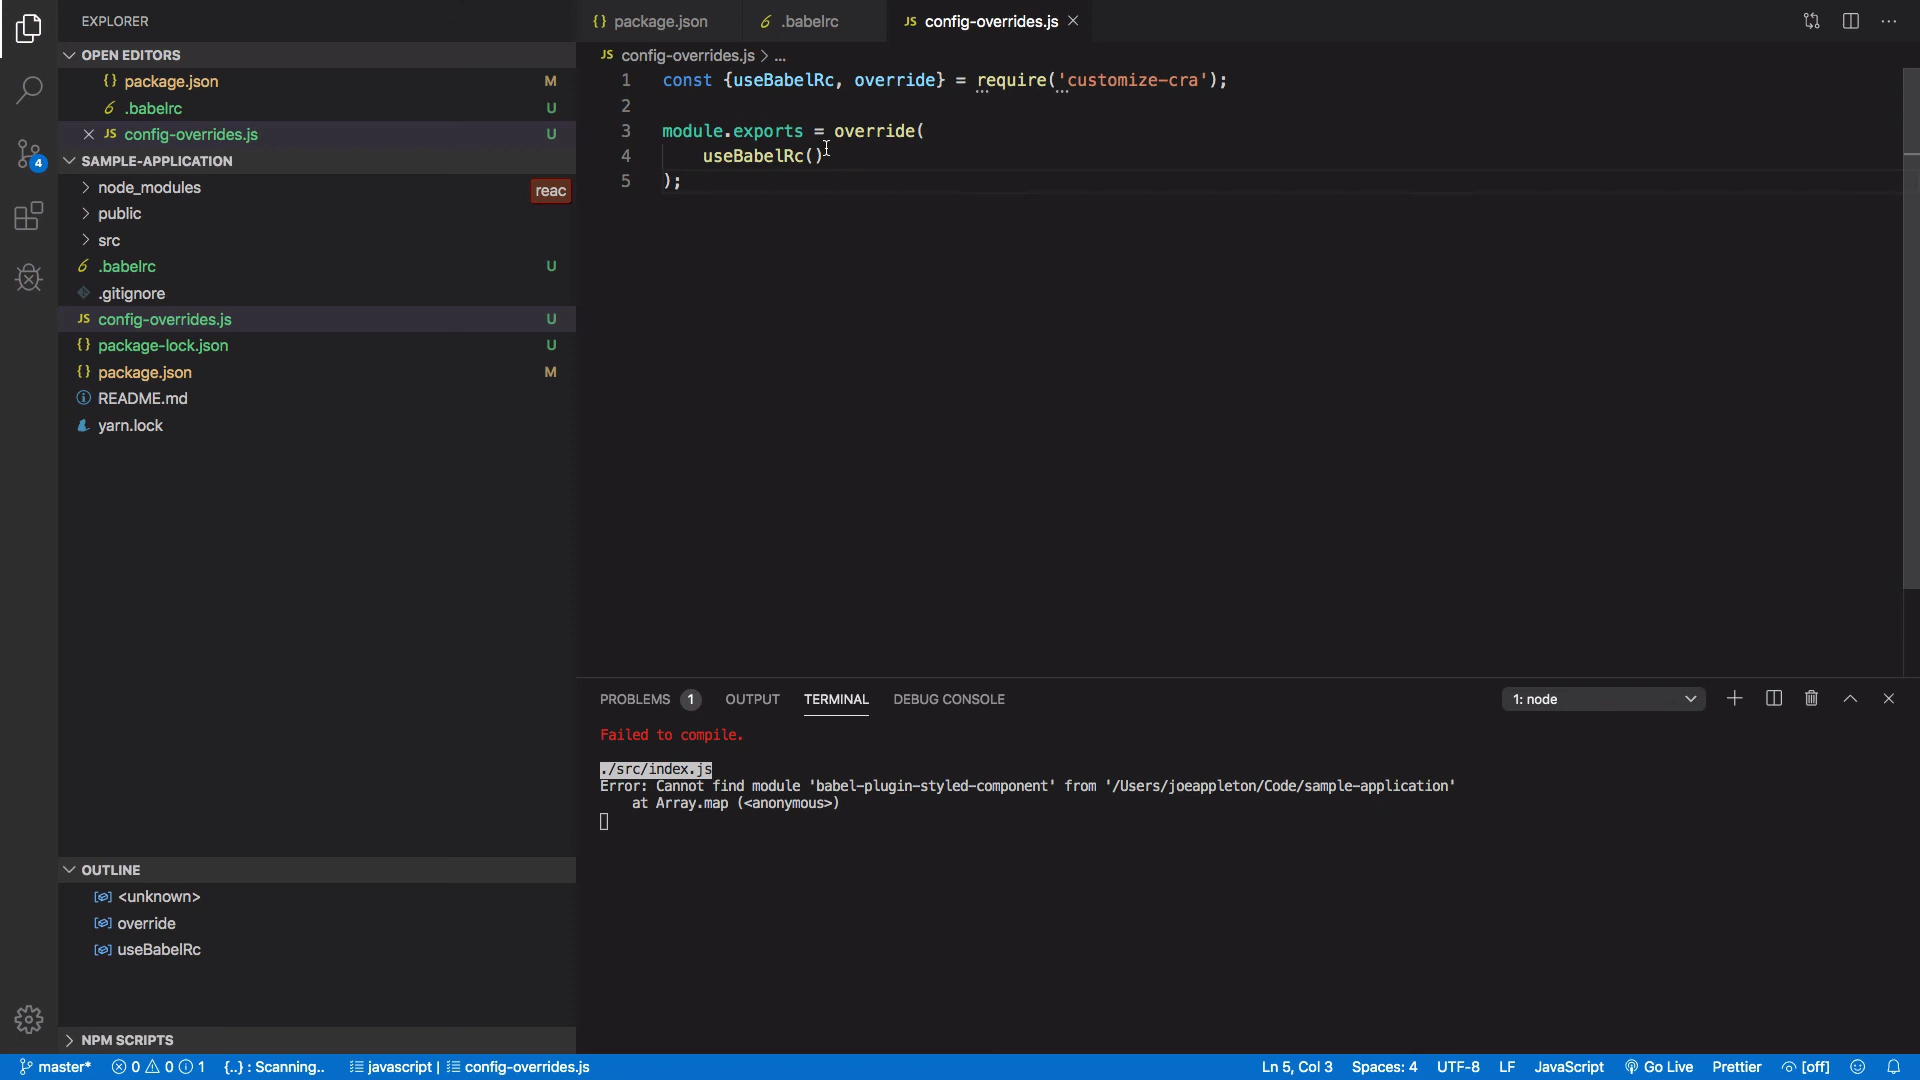 EXPLORER
OPEN EDITORS
package.json M
.babelrc U
JS config-overrides.js U
SAMPLE-APPLICATION
node_modules
reac
public
src
.babelrc U
.gitignore
JS config-overrides.js U
{} package-lock.json U
{} package.json M
README.md
yarn.lock
OUTLINE
<unknown>
override
useBabelRc
NPM SCRIPTS
{} package.json
.babelrc
JS config-overrides.js
JS config-overrides.js > ...
1 const {useBabelRc, override} = require('customize-cra');
2
3 module.exports = override(
4 useBabelRc()
5 );
PROBLEMS 1 OUTPUT TERMINAL DEBUG CONSOLE
1: node
Failed to compile.
./src/index.js
Error: Cannot find module 'babel-plugin-styled-component' from '/Users/joeappleton/Code/sample-application'
at Array.map (<anonymous>)
4
master* 0 0 1 {..} : Scanning.. javascript | config-overrides.js
Ln 5, Col 3 Spaces: 4 UTF-8 LF JavaScript Go Live Prettier [off]